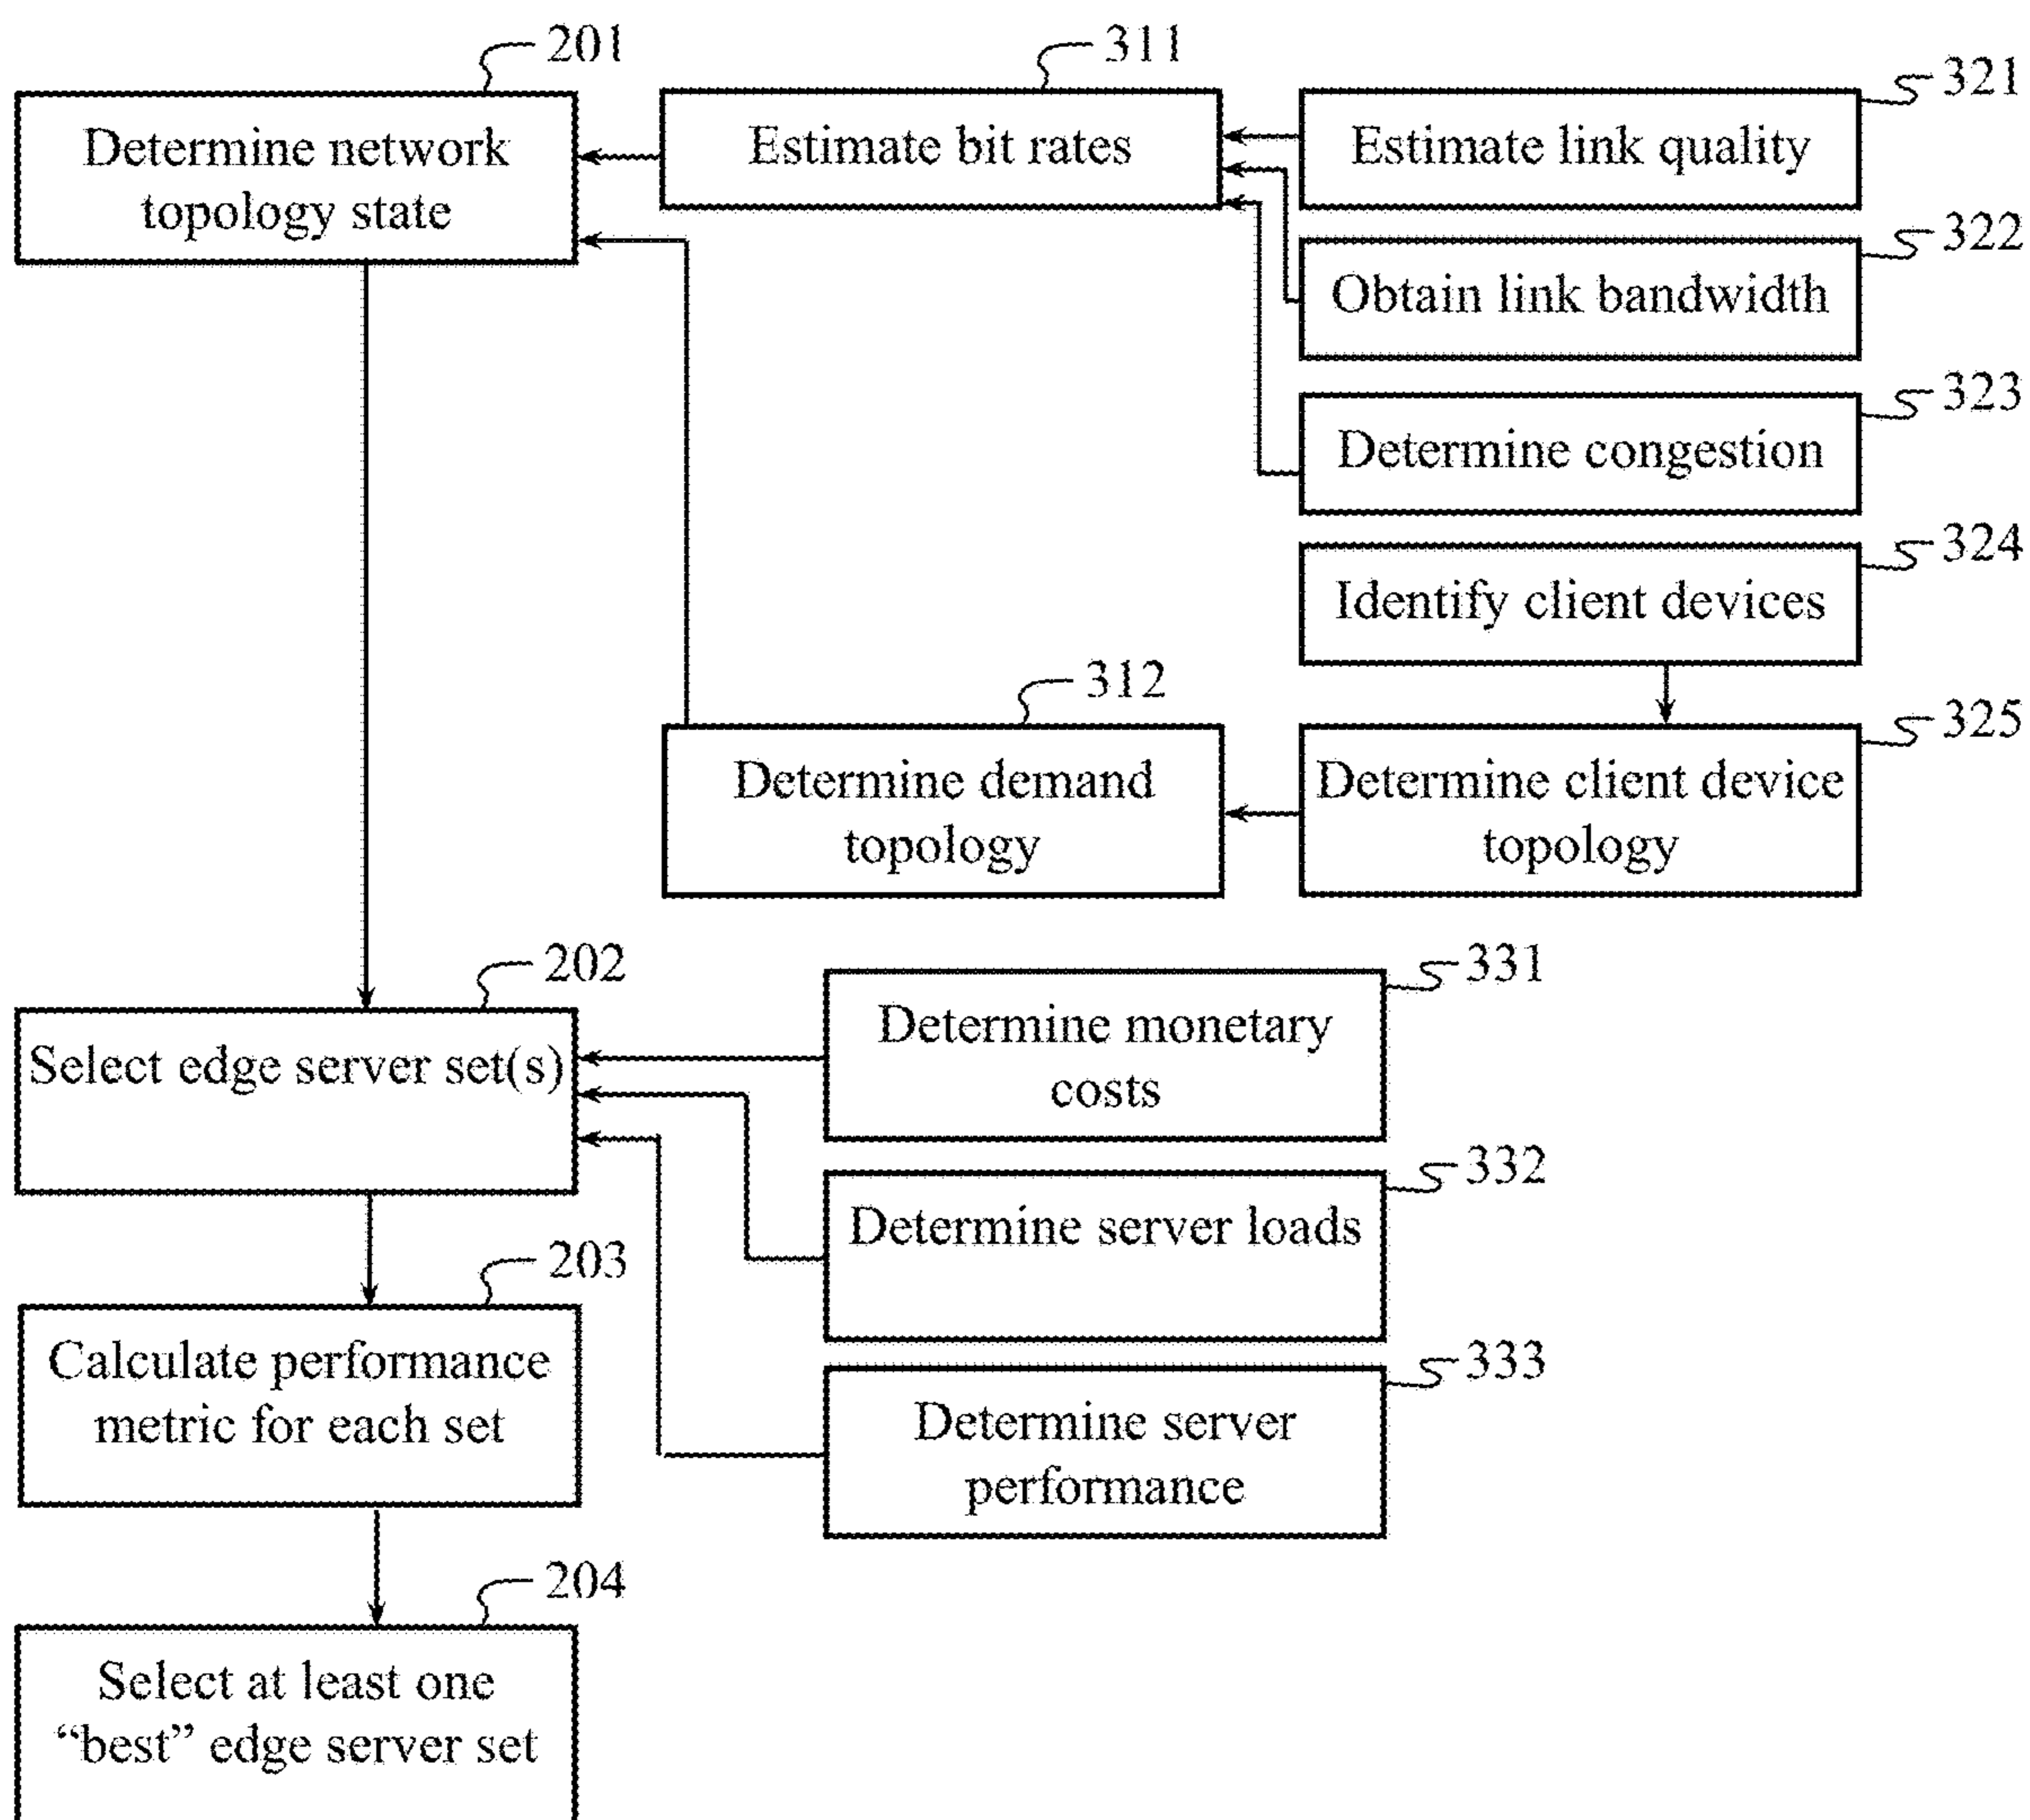 201
311
321
Determine network
topology state
Estimate bit rates
Estimate link quality
322
Obtain link bandwidth
323
Determine congestion
324
Identify client devices
312
325
Determine demand
topology
Determine client device
topology
202
331
Select edge server set(s)
Determine monetary
costs
332
Determine server loads
203
333
Calculate performance
metric for each set
Determine server
performance
204
Select at least one
“best” edge server set